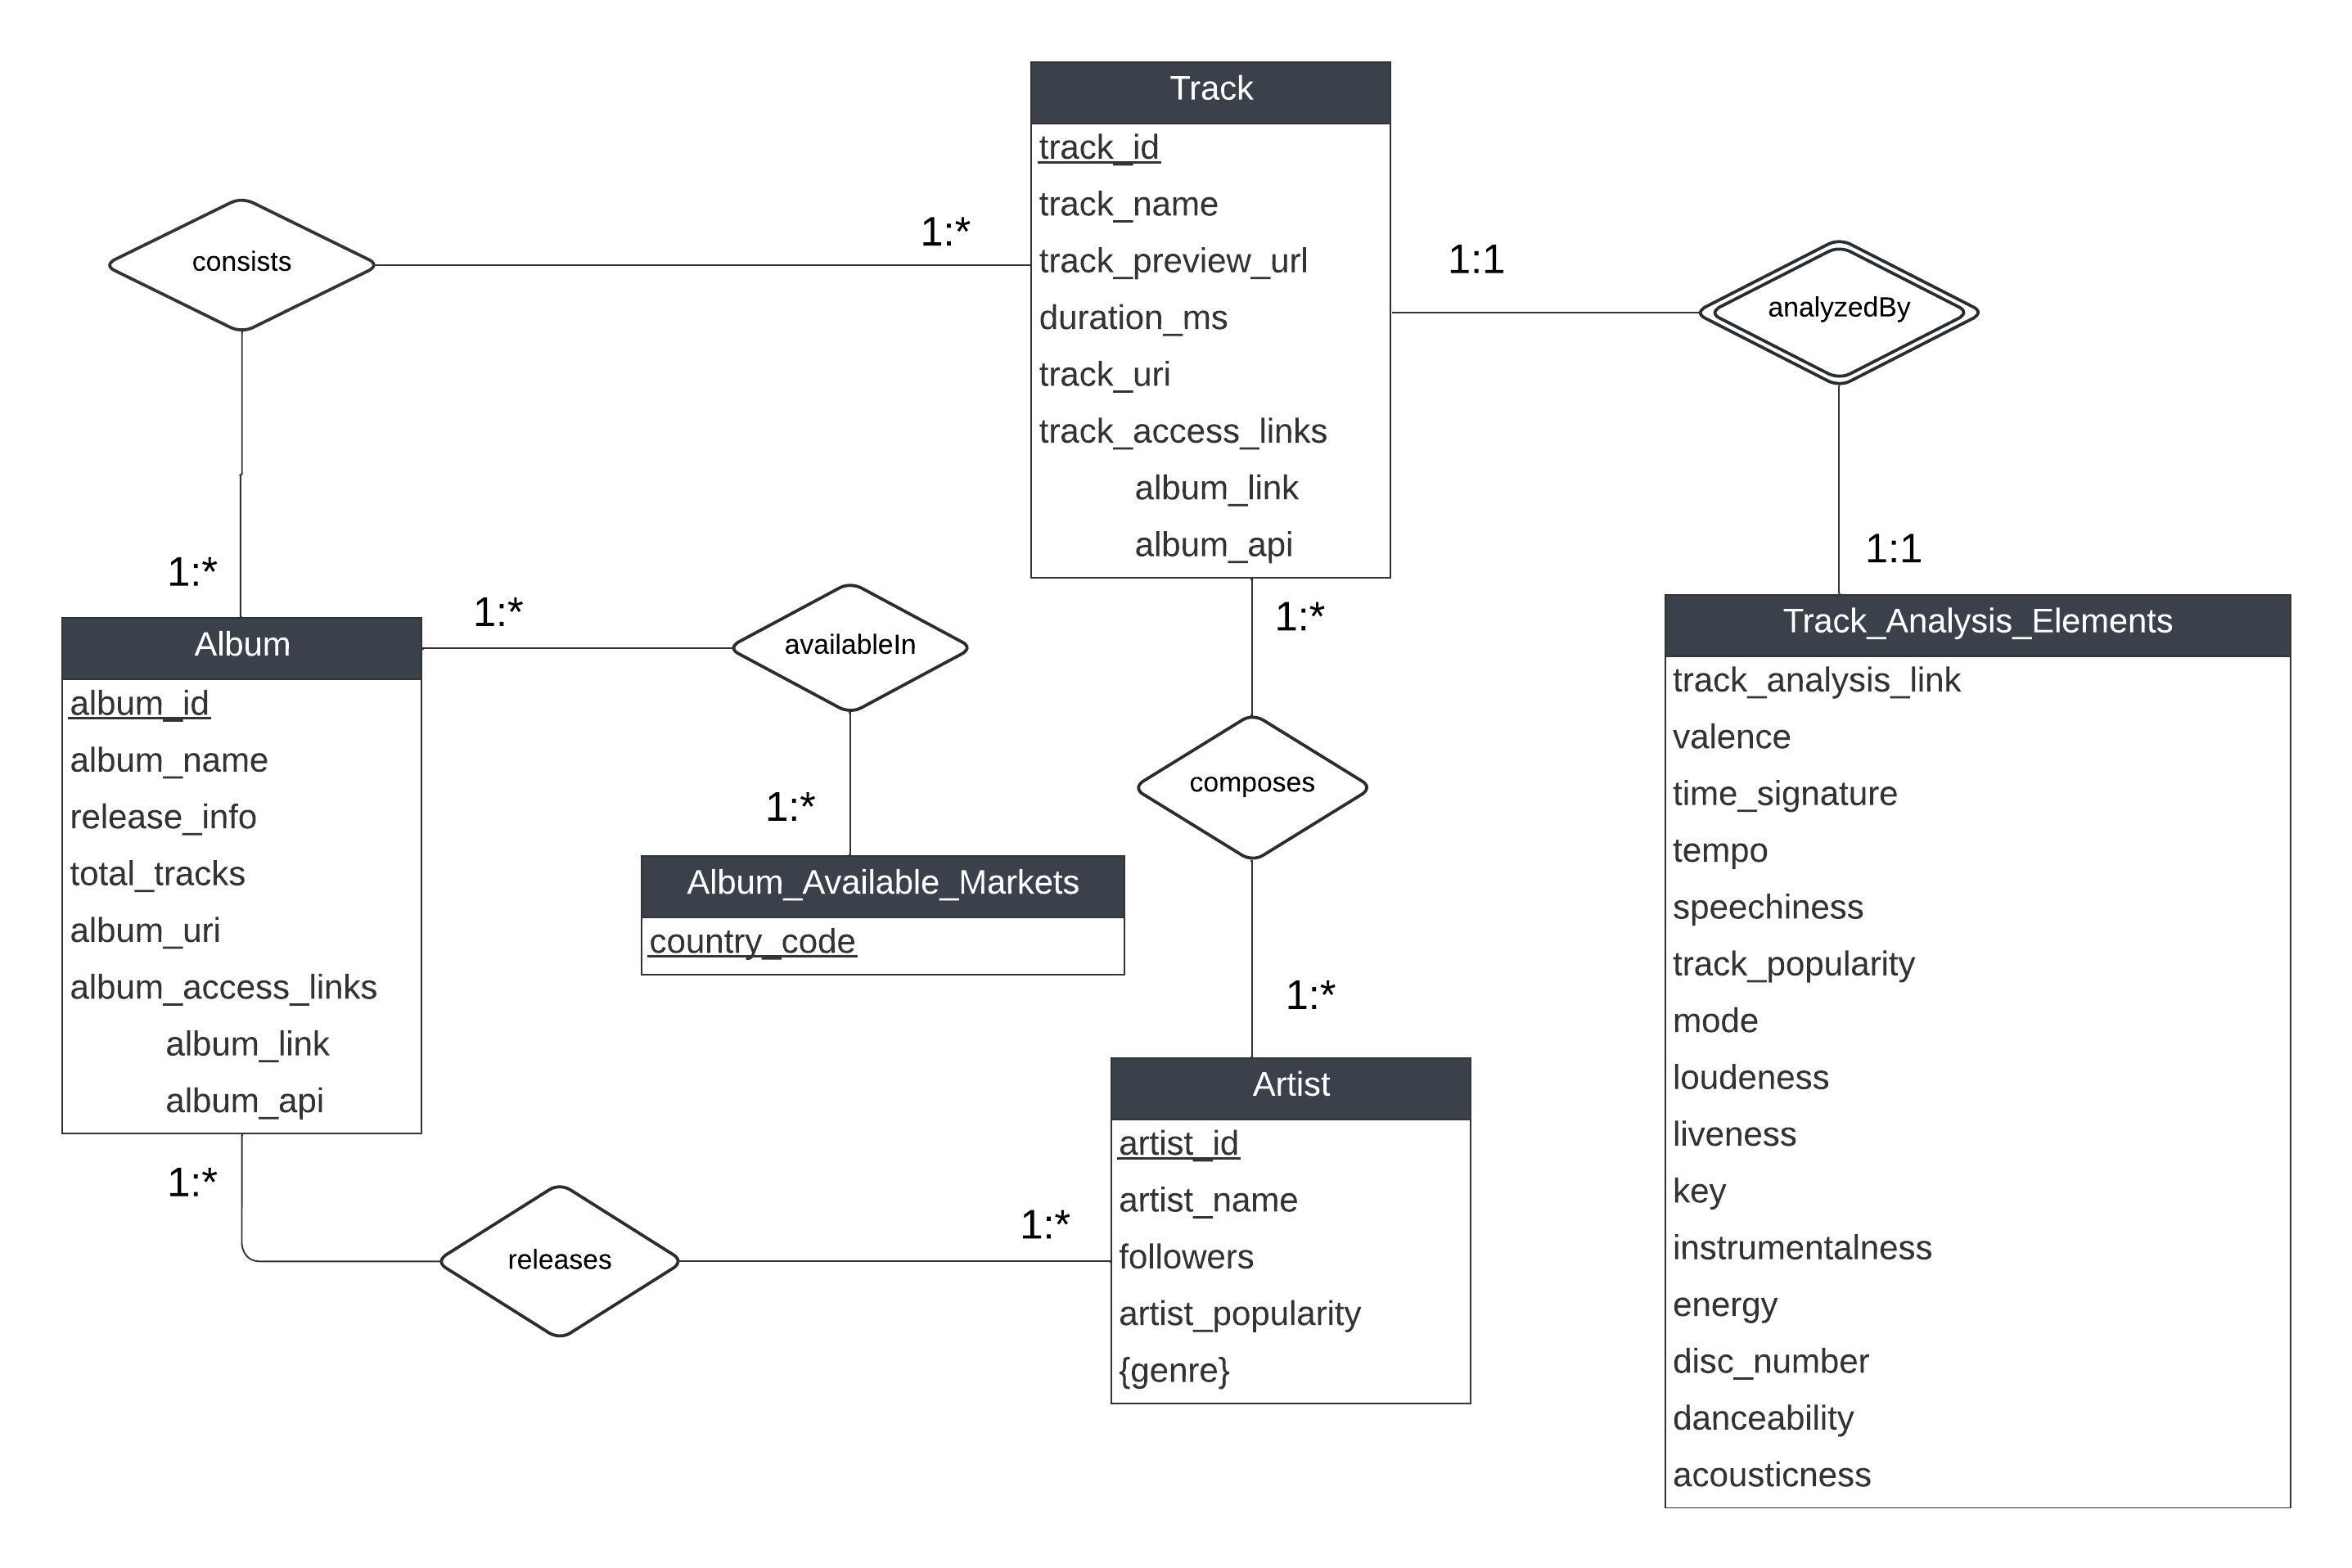 Track
track_id
track_name
track_preview_url
duration_ms
track_uri
track_access_links
album_link
album_api
consists
1:*
1:1
analyzedBy
1:*
1:1
Album
album_id
album_name
release_info
total_tracks
album_uri
album_access_links
album_link
album_api
1:*
availableIn
1:*
Album_Available_Markets
country_code
1:*
composes
1:*
Track_Analysis_Elements
track_analysis_link
valence
time_signature
tempo
speechiness
track_popularity
mode
loudeness
liveness
key
instrumentalness
energy
disc_number
danceability
acousticness
Artist
artist_id
artist_name
followers
artist_popularity
{genre}
1:*
releases
1:*